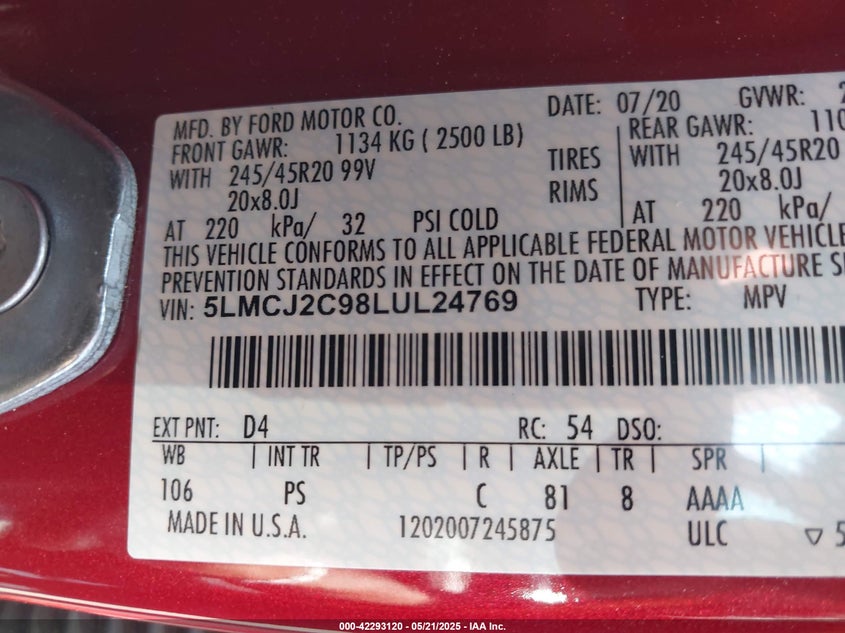 MFD. BY FORD MOTOR CO. DATE: 07/20 GVWR:
FRONT GAWR: 1134 KG ( 2500 LB) REAR GAWR: 110
WITH 245/45R20 99V TIRES WITH 245/45R20
20x8.0J RIMS 20x8.0J
AT 220 kPa/ 32 PSI COLD AT 220 kPa/
THIS VEHICLE CONFORMS TO ALL APPLICABLE FEDERAL MOTOR VEHICLE
PREVENTION STANDARDS IN EFFECT ON THE DATE OF MANUFACTURE S
VIN: 5LMCJ2C98LUL24769 TYPE: MPV
EXT PNT: D4 RC: 54 DSO:
WB | INT TR | TP/PS | R | AXLE | TR | SPR |
106 PS C 81 8 AAAA
MADE IN U.S.A. 1202007245875 ULC ▽ 5
000-42293120 - 05/21/2025 - IAA Inc.